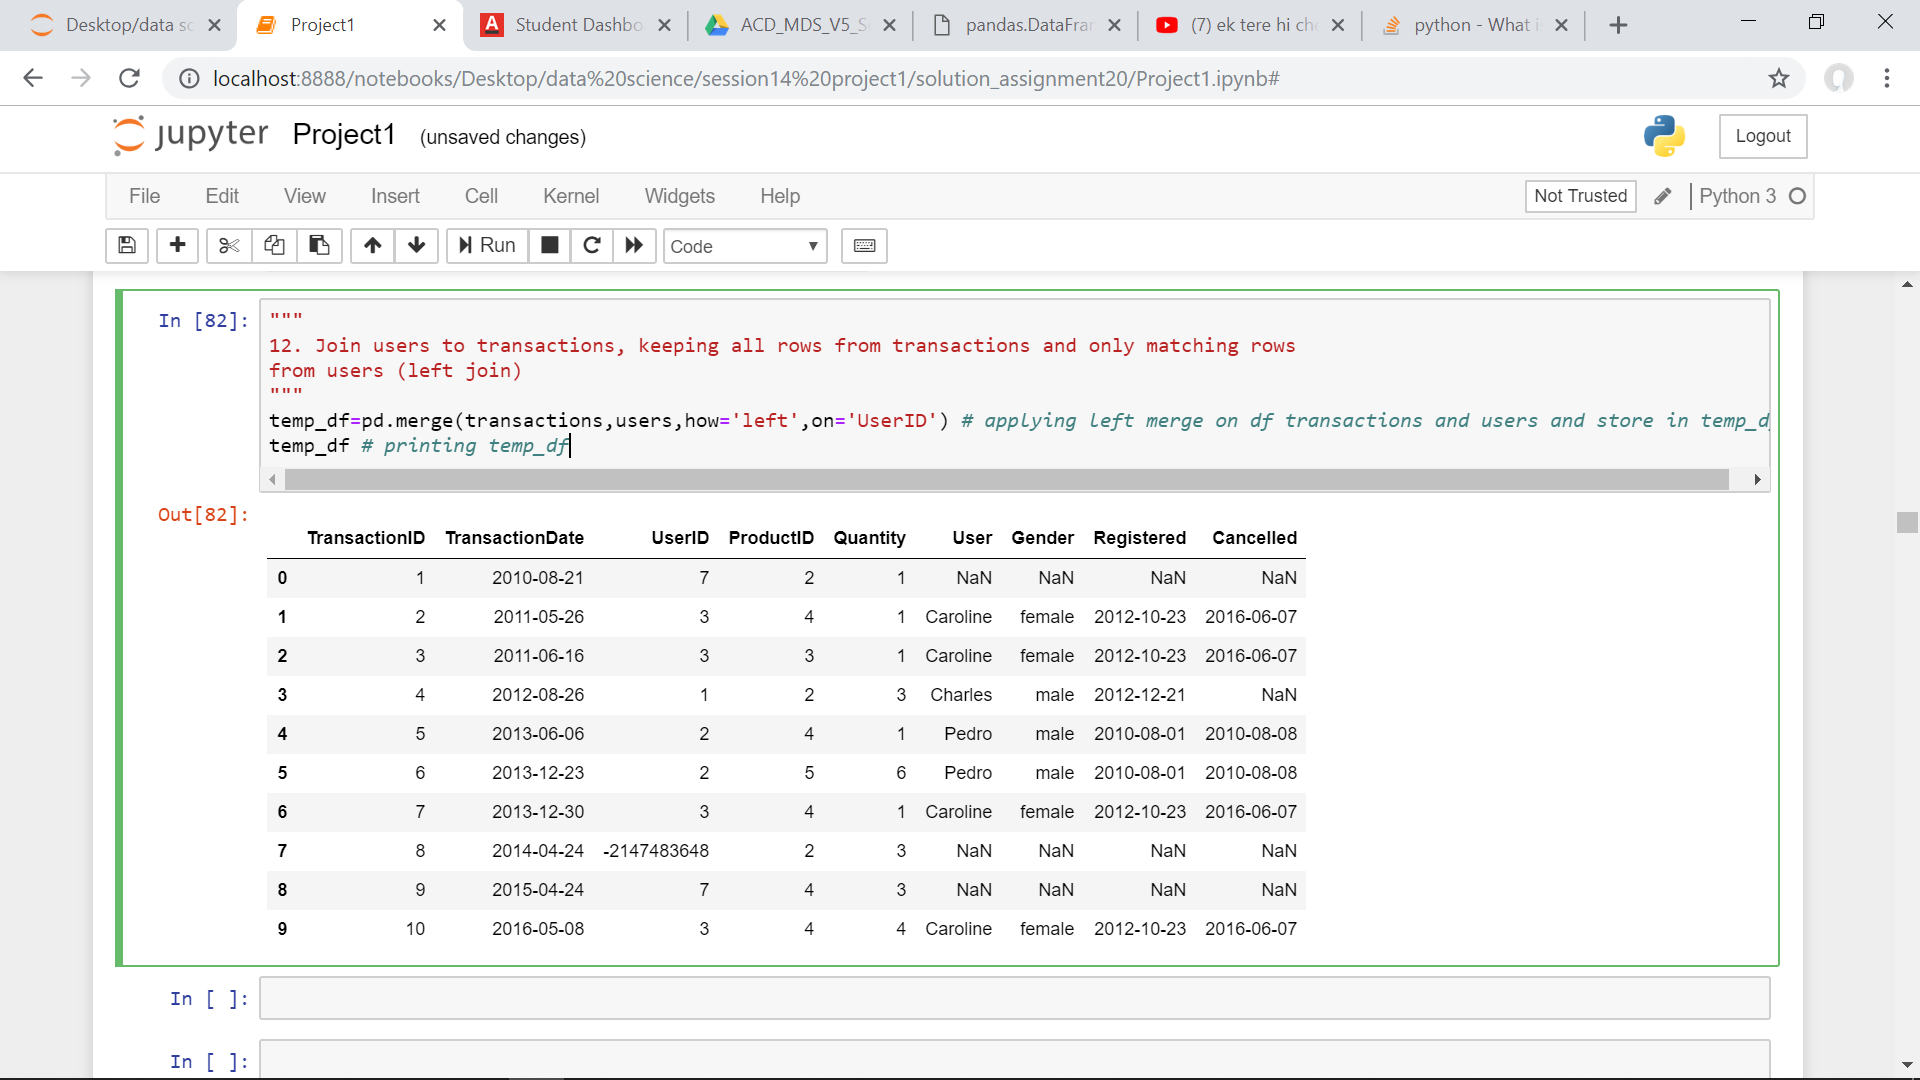 Desktop/data sc
Project1
Student Dashbo
ACD_MDS_V5_S
pandas.DataFrar
(7) ek tere hi ch
python - What i
localhost:8888/notebooks/Desktop/data%20science/session14%20project1/solution_assignment20/Project1.ipynb#
jupyter Project1 (unsaved changes)
Logout
File Edit View Insert Cell Kernel Widgets Help
Not Trusted
Python 3
Run
Code
In [82]:
"""
12. Join users to transactions, keeping all rows from transactions and only matching rows
from users (left join)
"""
temp_df=pd.merge(transactions,users,how='left',on='UserID') # applying left merge on df transactions and users and store in temp_d
temp_df # printing temp_df
Out[82]:
TransactionID TransactionDate UserID ProductID Quantity User Gender Registered Cancelled
0 1 2010-08-21 7 2 1 NaN NaN NaN NaN
1 2 2011-05-26 3 4 1 Caroline female 2012-10-23 2016-06-07
2 3 2011-06-16 3 3 1 Caroline female 2012-10-23 2016-06-07
3 4 2012-08-26 1 2 3 Charles male 2012-12-21 NaN
4 5 2013-06-06 2 4 1 Pedro male 2010-08-01 2010-08-08
5 6 2013-12-23 2 5 6 Pedro male 2010-08-01 2010-08-08
6 7 2013-12-30 3 4 1 Caroline female 2012-10-23 2016-06-07
7 8 2014-04-24 -2147483648 2 3 NaN NaN NaN NaN
8 9 2015-04-24 7 4 3 NaN NaN NaN NaN
9 10 2016-05-08 3 4 4 Caroline female 2012-10-23 2016-06-07
In [ ]:
In [ ]: